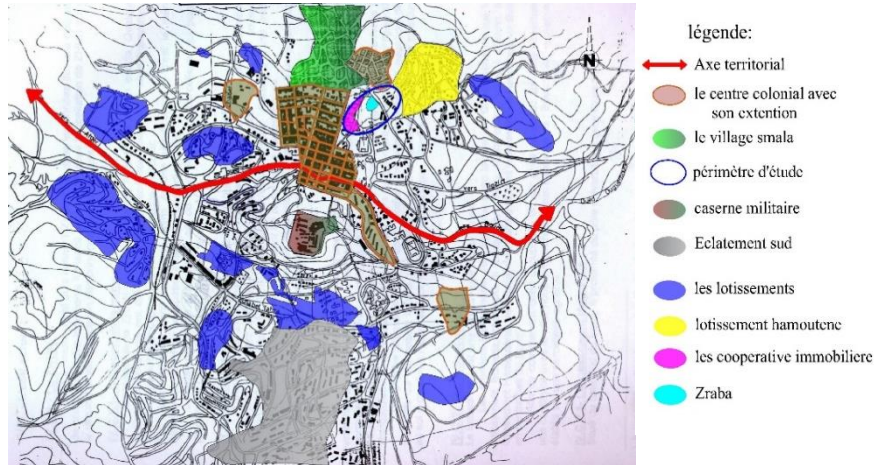 légende:
N
Axe territorial
le centre colonial avec
son extention
le village smala
périmètre d'étude
caserne militaire
Eclatement sud
les lotissements
lotissement hamoutene
les cooperative immobiliere
Zraba